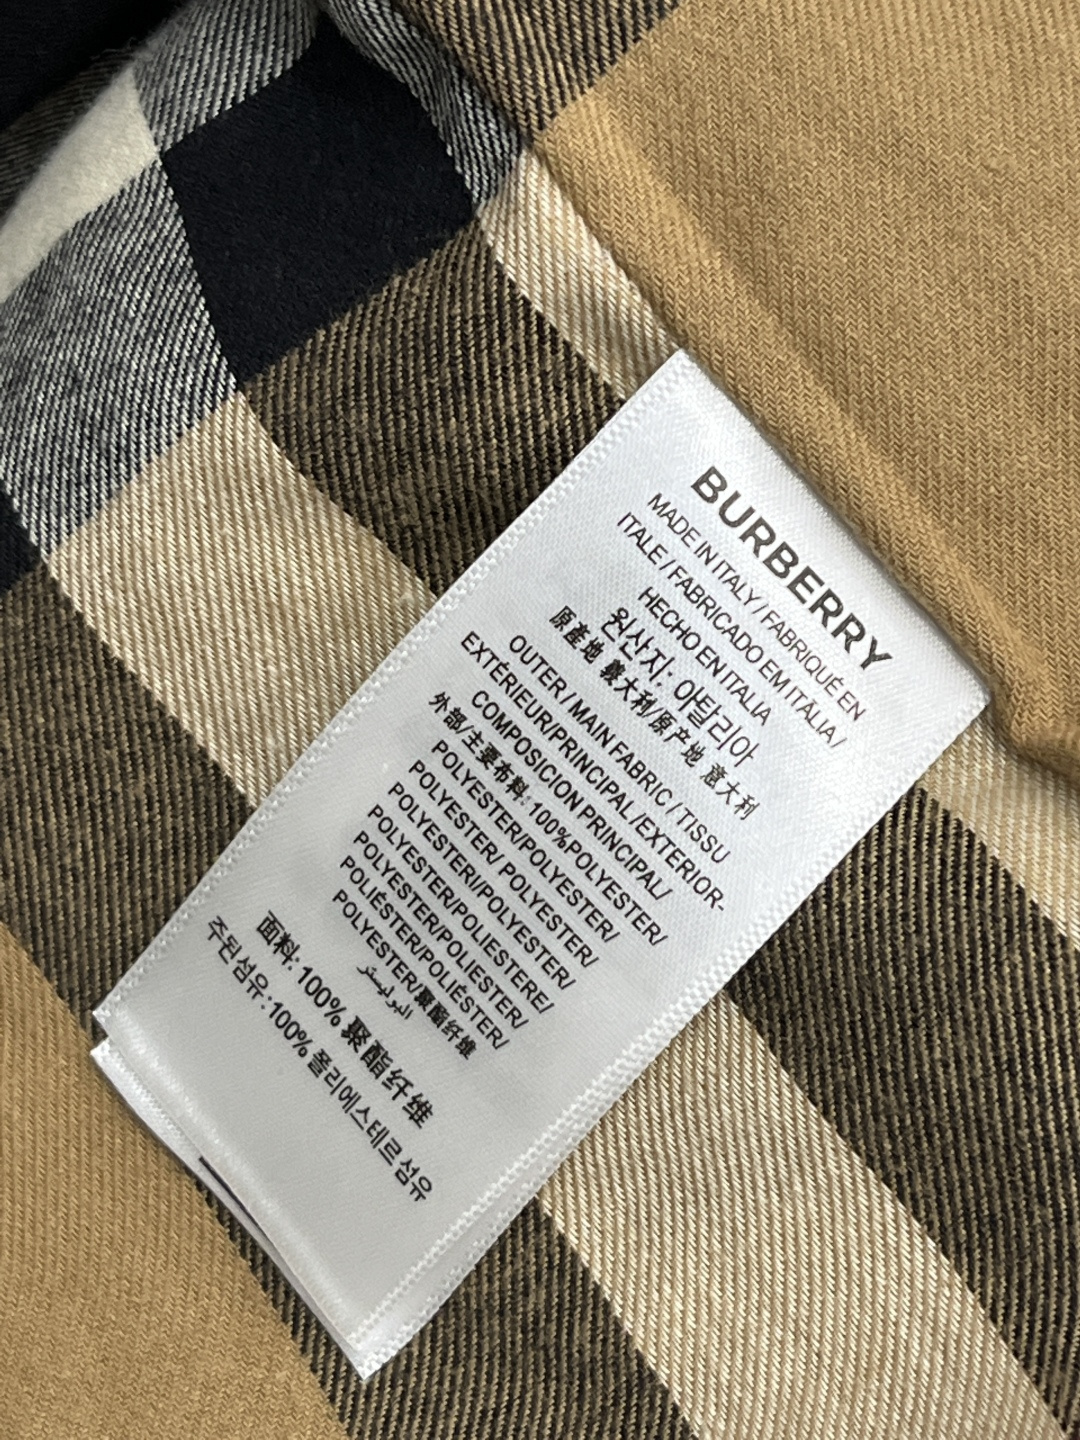 BURBERRY
MADE IN ITALY / FABRIQUÉ EN
ITALE / FABRICADO EM ITALIA /
HECHO EN ITALIA
원산지: 이탈리아
原產地 義大利/原产地 意大利
OUTER / MAIN FABRIC / TISSU
EXTÉRIEUR/PRINCIPAL/EXTERIOR-
COMPOSICION PRINCIPAL/
外部/主要布料: 100%POLYESTER/
POLYESTER/POLYESTER/
POLYESTER/ POLYESTER/
POLYESTERI/POLYESTER/
POLYESTER/POLIESTERE/
POLYESTER/POLIESTER/
POLIÉSTER/POLIÉSTER/
POLYESTER/聚酯纤维
البوليستر
面料: 100% 聚酯纤维
주된섬유:100% 폴리에스테르섬유